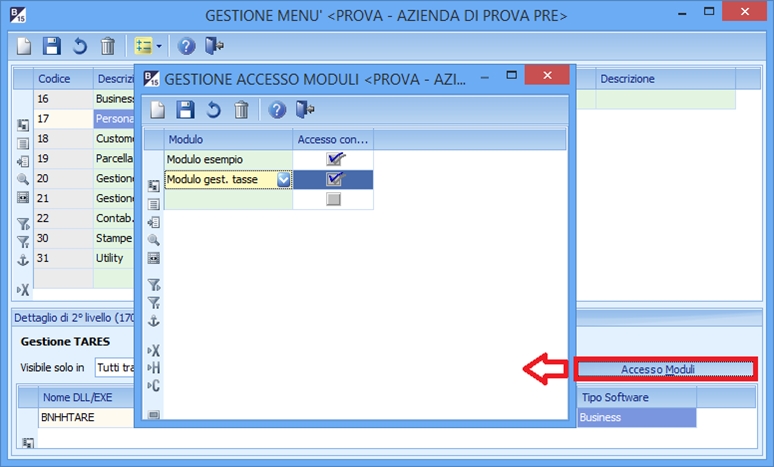 GESTIONE MENU' <PROVA - AZIENDA DI PROVA PRE>
Codice Descrizi Descrizione
16 Business
17 Persona
18 Custome
19 Parcella
20 Gestione
21 Gestione
22 Contab.
30 Stampe
31 Utility
GESTIONE ACCESSO MODULI <PROVA - AZI...
Modulo Accesso con...
Modulo esempio
Modulo gest. tasse
Dettaglio di 2° livello (170
Gestione TARES
Visibile solo in Tutti tra
Accesso Moduli
Nome DLL/EXE Tipo Software
BNHHTARE Business